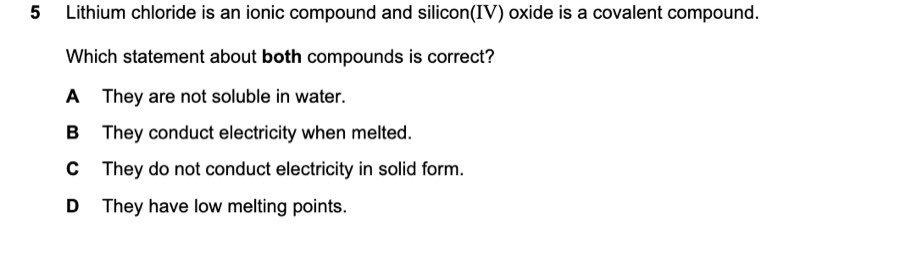 5 Lithium chloride is an ionic compound and silicon(IV) oxide is a covalent compound.
Which statement about both compounds is correct?
A They are not soluble in water.
B They conduct electricity when melted.
C They do not conduct electricity in solid form.
D They have low melting points.